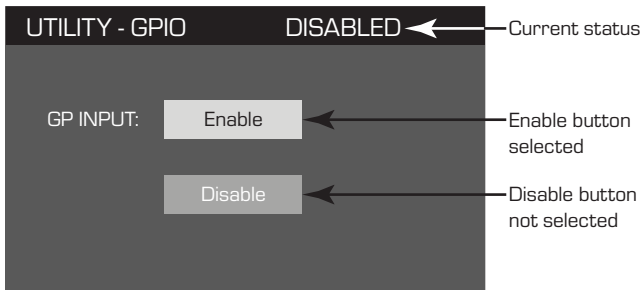 UTILITY - GPIO DISABLED
Current status
GP INPUT: Enable
Enable button
selected
Disable
Disable button
not selected